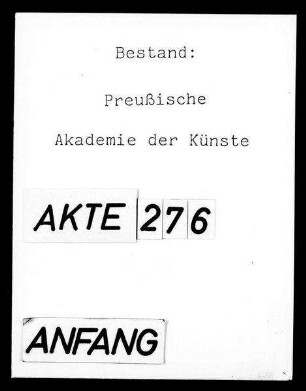 Bestand:
Preußische
Akademie der Künste
AKTE 276
ANFANG